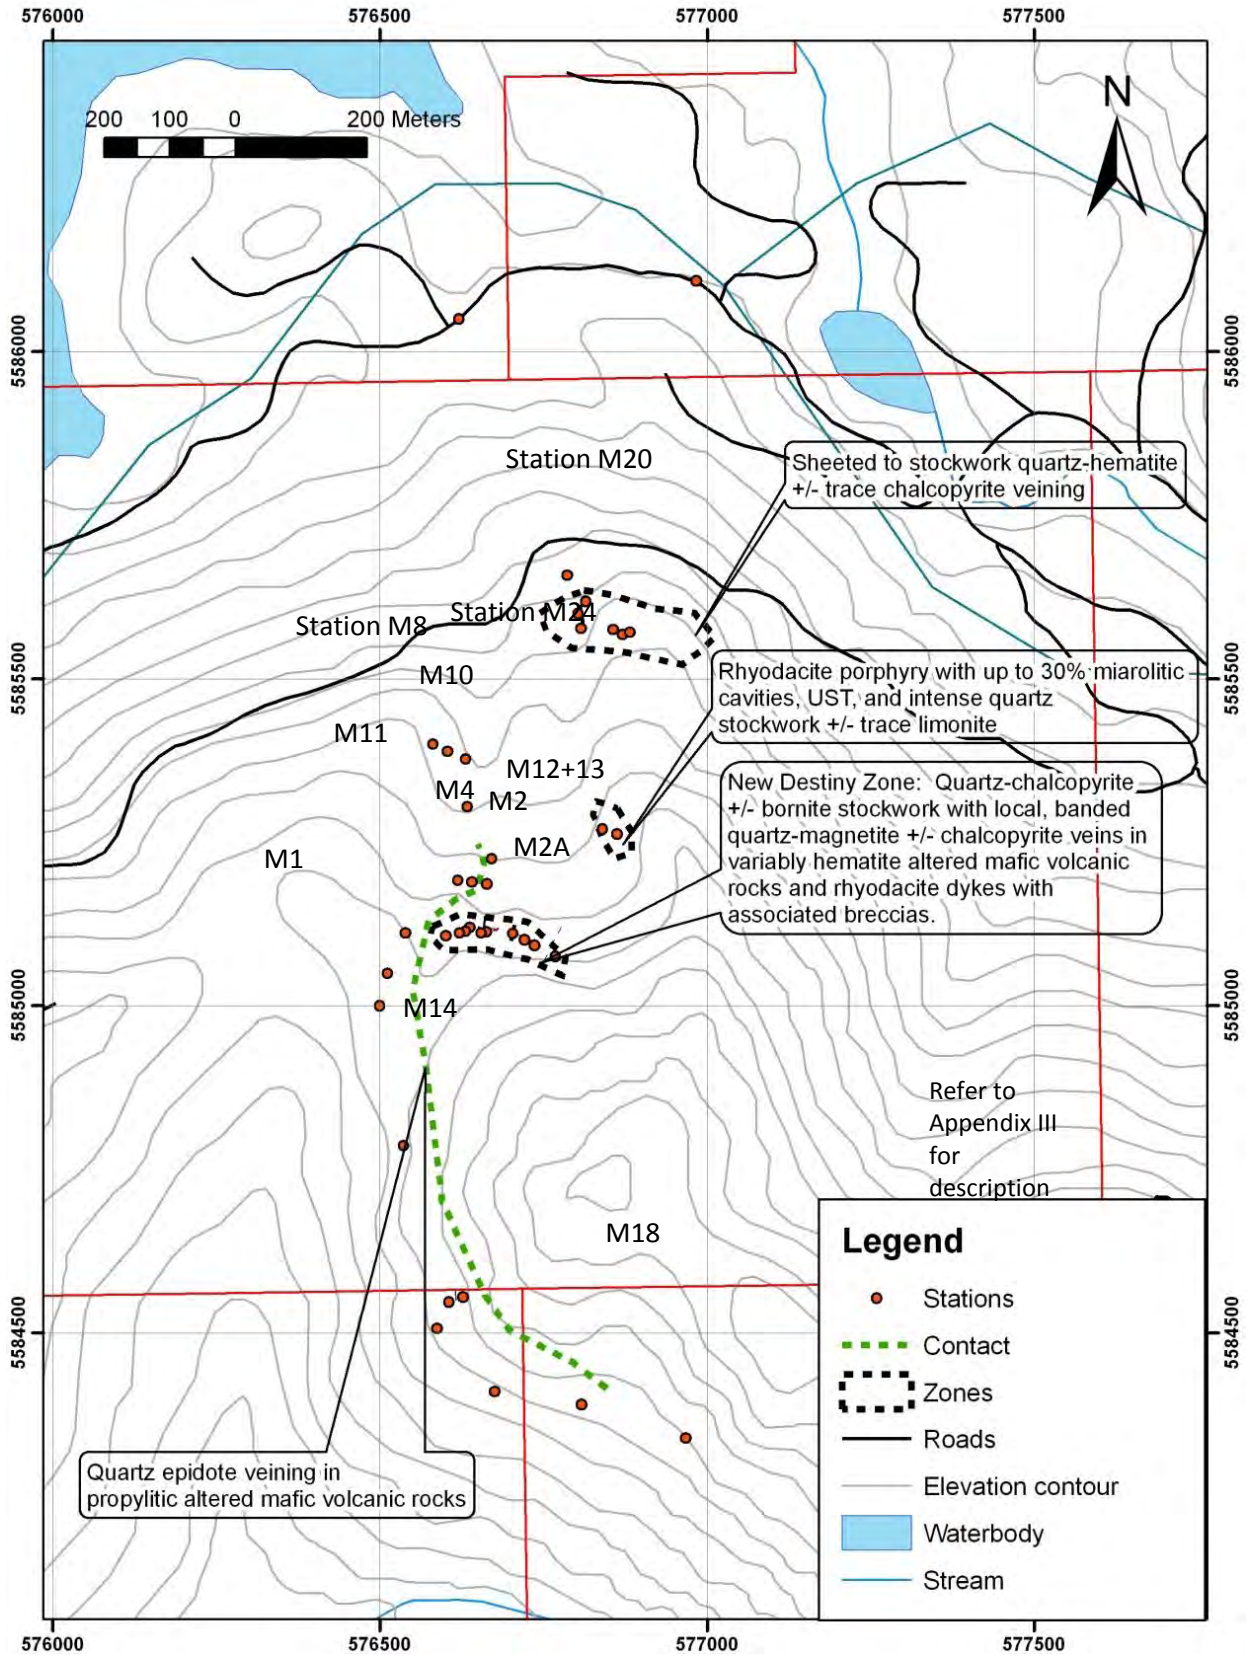 576000
576500
577000
577500
N
200 100 0 200 Meters
5586000
5586000
Station M20
Sheeted to stockwork quartz-hematite
+/- trace chalcopyrite veining
Station M24
Station M8
M10
5585500
5585500
Rhyodacite porphyry with up to 30% miarolitic
cavities, UST, and intense quartz
stockwork +/- trace limonite
M11
M12+13
M4
M2
New Destiny Zone: Quartz-chalcopyrite
+/- bornite stockwork with local, banded
quartz-magnetite +/- chalcopyrite veins in
variably hematite altered mafic volcanic
rocks and rhyodacite dykes with
associated breccias.
M2A
M1
5585000
5585000
M14
Refer to
Appendix III
for
description
M18
5584500
5584500
Quartz epidote veining in
propylitic altered mafic volcanic rocks
Legend
Stations
Contact
Zones
Roads
Elevation contour
Waterbody
Stream
576000
576500
577000
577500